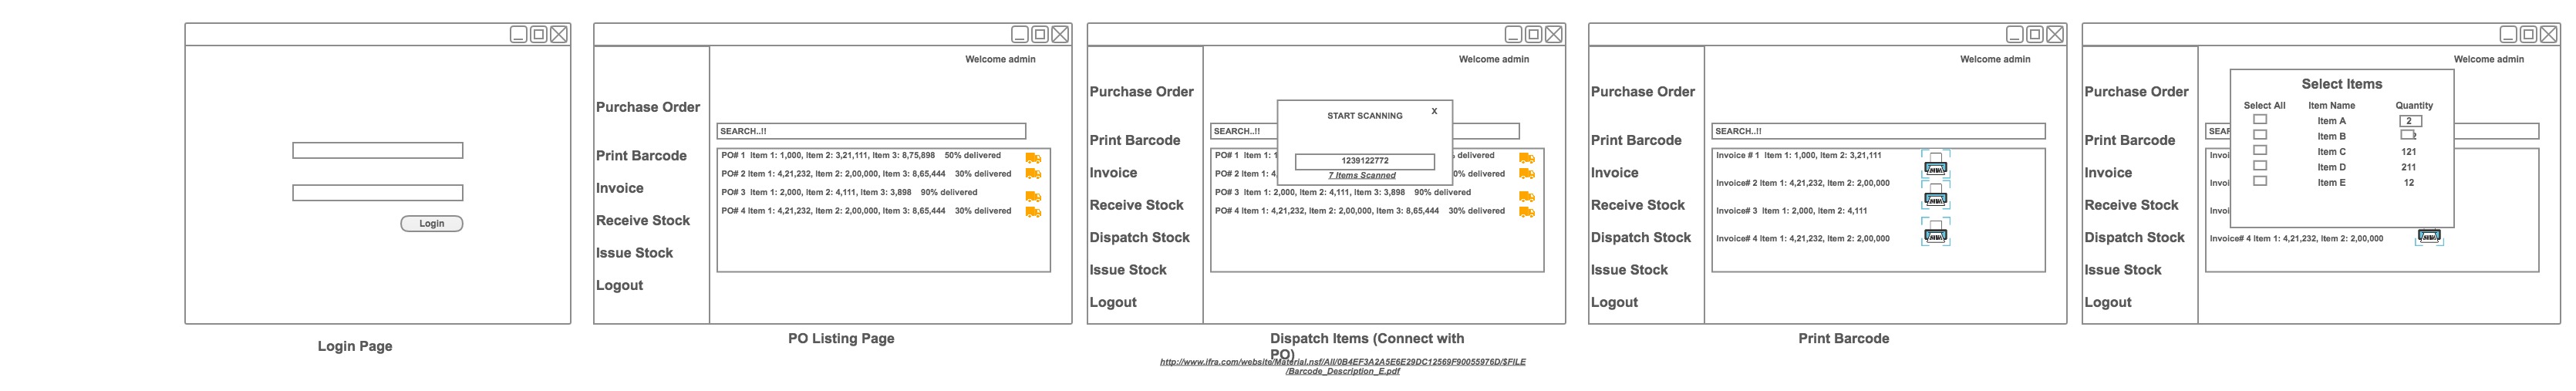 Login
Login Page
Welcome admin
Purchase Order
Print Barcode
Invoice
Receive Stock
Issue Stock
Logout
SEARCH..!!
PO# 1 Item 1: 1,000, Item 2: 3,21,111, Item 3: 8,75,898 50% delivered
PO# 2 Item 1: 4,21,232, Item 2: 2,00,000, Item 3: 8,65,444 30% delivered
PO# 3 Item 1: 2,000, Item 2: 4,111, Item 3: 3,898 90% delivered
PO# 4 Item 1: 4,21,232, Item 2: 2,00,000, Item 3: 8,65,444 30% delivered
PO Listing Page
Welcome admin
Purchase Order
Print Barcode
Invoice
Receive Stock
Dispatch Stock
Issue Stock
Logout
SEARCH..!!
START SCANNING
X
1239122772
7 Items Scanned
PO# 1 Item 1: 1 delivered
PO# 2 Item 1: 4 0% delivered
PO# 3 Item 1: 2,000, Item 2: 4,111, Item 3: 3,898 90% delivered
PO# 4 Item 1: 4,21,232, Item 2: 2,00,000, Item 3: 8,65,444 30% delivered
Dispatch Items (Connect with
PO)
http://www.ifra.com/website/Material.nsf/All/0B4EF3A2A5E6E29DC12569F90055976D/$FILE
/Barcode_Description_E.pdf
Welcome admin
Purchase Order
Print Barcode
Invoice
Receive Stock
Dispatch Stock
Issue Stock
Logout
SEARCH..!!
Invoice # 1 Item 1: 1,000, Item 2: 3,21,111
Invoice# 2 Item 1: 4,21,232, Item 2: 2,00,000
Invoice# 3 Item 1: 2,000, Item 2: 4,111
Invoice# 4 Item 1: 4,21,232, Item 2: 2,00,000
Print Barcode
Welcome admin
Purchase Order
Print Barcode
Invoice
Receive Stock
Dispatch Stock
Issue Stock
Logout
SEAR
Select Items
Select All Item Name Quantity
Item A 2
Item B 2
Item C 121
Item D 211
Item E 12
Invoi
Invoi
Invoi
Invoice# 4 Item 1: 4,21,232, Item 2: 2,00,000